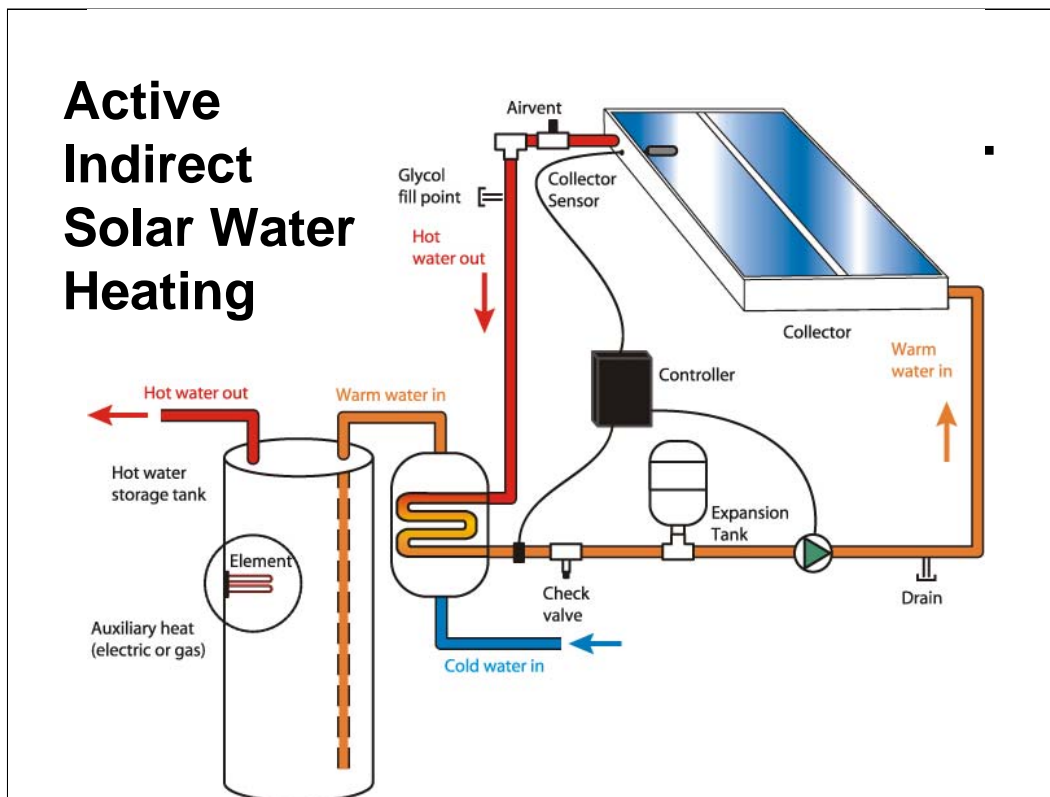 Active
Indirect
Solar Water
Heating
Airvent
Glycol
fill point
Collector
Sensor
Hot
water out
Collector
Warm
water in
Controller
Hot water out
Warm water in
Hot water
storage tank
Expansion
Tank
Element
Check
valve
Drain
Auxiliary heat
(electric or gas)
Cold water in